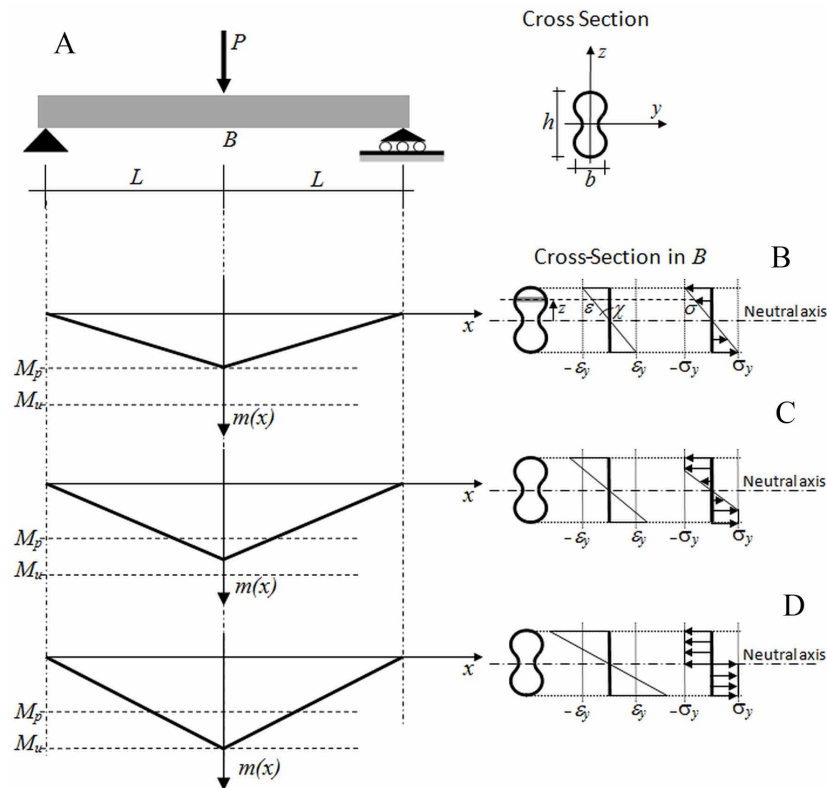 Cross Section
A
P
z
h
y
B
b
L
L
Cross-Section in B
B
z
ε
χ
σ
Neutral axis
x
-εy
εy
-σy
σy
Mp
Mu
m(x)
C
Neutral axis
x
-εy
εy
-σy
σy
Mp
Mu
m(x)
D
Neutral axis
x
-εy
εy
-σy
σy
Mp
Mu
m(x)